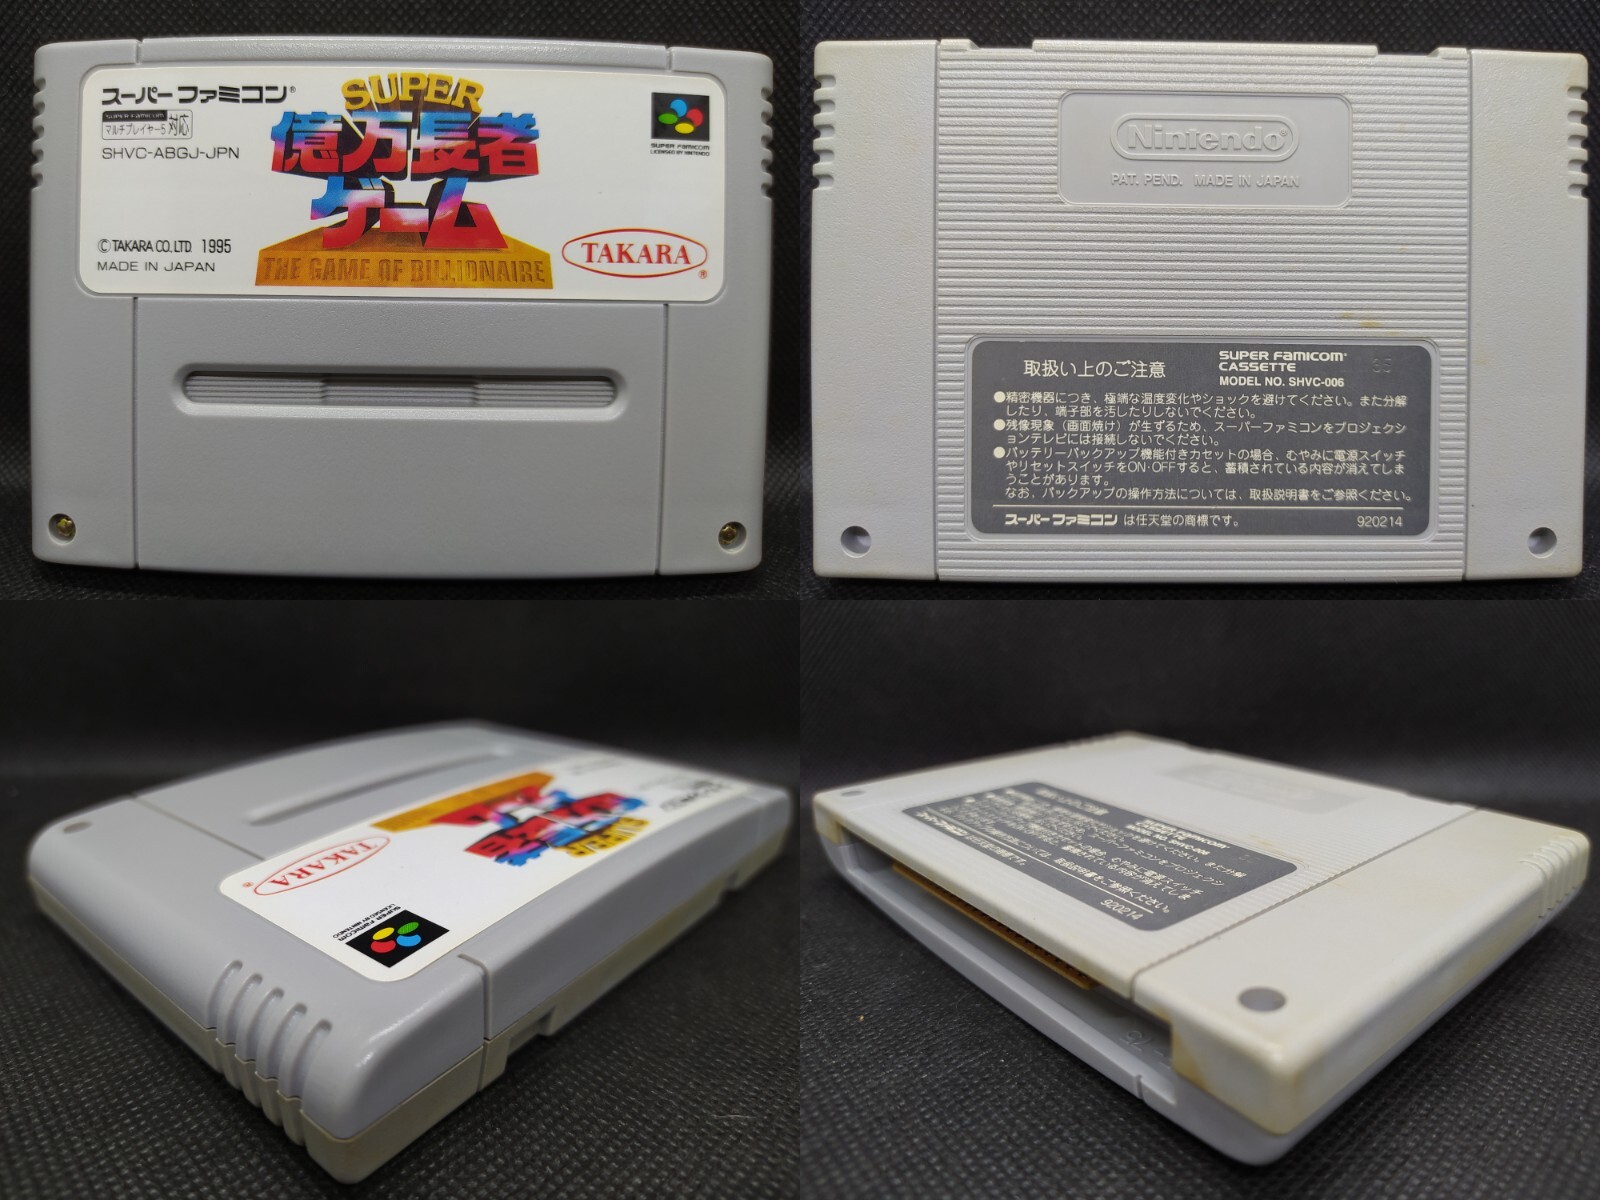 スーパーファミコン®
SUPER FAMICOM
マルチプレイヤー5 対応
SHVC-ABGJ-JPN
SUPER
億万長者
ゲーム
THE GAME OF BILLIONAIRE
SUPER FAMICOM
LICENSED BY NINTENDO
© TAKARA CO.LTD. 1995
MADE IN JAPAN
TAKARA®
Nintendo®
PAT. PEND. MADE IN JAPAN
取扱い上のご注意
SUPER FAMICOM®
CASSETTE
MODEL NO. SHVC-006
35
●精密機器につき、極端な温度変化やショックを避けてください。また分解
したり、端子部を汚したりしないでください。
●残像現象（画面焼け）が生ずるため、スーパーファミコンをプロジェクシ
ョンテレビには接続しないでください。
●バッテリーバックアップ機能付きカセットの場合、むやみに電源スイッチ
やリセットスイッチをON・OFFすると、蓄積されている内容が消えてしま
うことがあります。
なお、バックアップの操作方法については、取扱説明書をご参照ください。
スーパーファミコン は任天堂の商標です。
920214
SUPER
TAKARA®
SUPER FAMICOM
LICENSED BY NINTENDO
SUPER FAMICOM
CASSETTE
MODEL NO. SHVC-006
920214